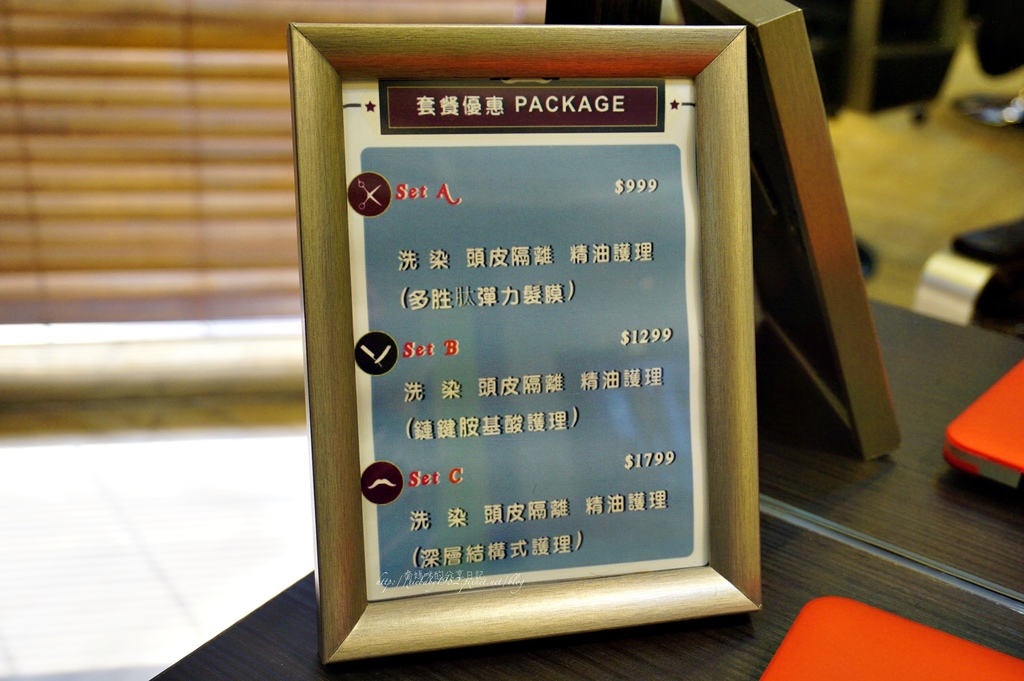 套餐優惠 PACKAGE
Set A $999
洗 染 頭皮隔離 精油護理
(多胜肽彈力髮膜)
Set B $1299
洗 染 頭皮隔離 精油護理
(鏈鍵胺基酸護理)
Set C $1799
洗 染 頭皮隔離 精油護理
(深層結構式護理)